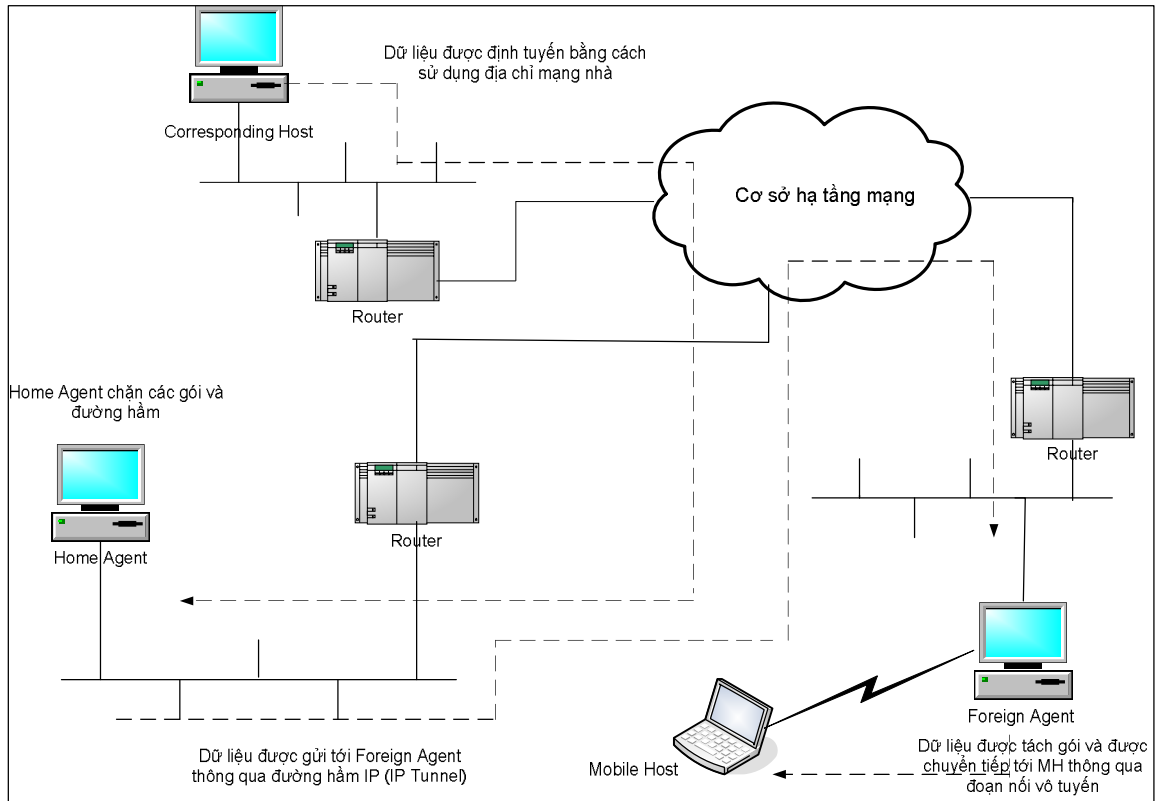 Dữ liệu được định tuyến bằng cách
sử dụng địa chỉ mạng nhà
Corresponding Host
Cơ sở hạ tầng mạng
Router
Home Agent chặn các gói và
đường hầm
Router
Router
Home Agent
Foreign Agent
Dữ liệu được gửi tới Foreign Agent
thông qua đường hầm IP (IP Tunnel)
Mobile Host
Dữ liệu được tách gói và được
chuyển tiếp tới MH thông qua
đoạn nối vô tuyến